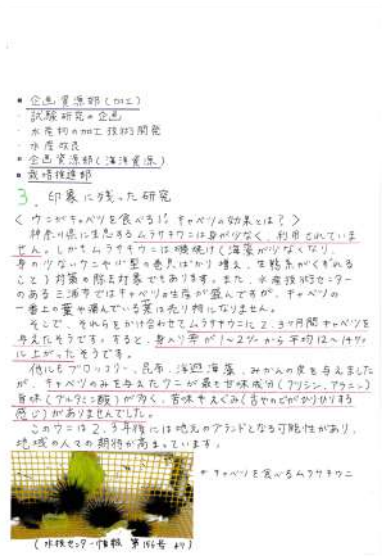 ▪ 企画資源部(加工)
・ 試験研究の企画
・ 水産物の加工技術開発
・ 水産改良
▪ 企画資源部(海洋資源)
▪ 栽培推進部
3. 印象に残った研究
<ウニがキャベツを食べる!? キャベツの効果とは?>
神奈川県に生息するムラサキウニは身が少なく、利用されていま
せん。しかもムラサキウニは磯焼け(海藻が少なくなり、
身の少ないウニや小型の巻貝ばかり増え、生態系がくずれる
こと)対策の除去対象でもあります。また、水産技術センター
のある三浦市ではキャベツの生産が盛んですが、キャベツの
一番上の葉や傷んでいる葉は売り物になりません。
そこで、それらをかけ合わせてムラサキウニに2、3ヶ月間キャベツを
与えたそうです。すると、身入り率が1~2%から平均12~14%
に上がったそうです。
他にもブロッコリー、昆布、浮遊海藻、みかんの皮を与えました
が、キャベツのみを与えたウニが最も甘味成分(グリシン、アラニン)
旨味(グルタミン酸)が多く、苦味やえぐみ(舌やのどがひりひりする
感じ)がありませんでした。
このウニは2、3年後には地元のブランドとなる可能性があり、
地域の人々の期待が高まっています。
キャベツを食べるムラサキウニ
(水技センター情報 第156号 より)